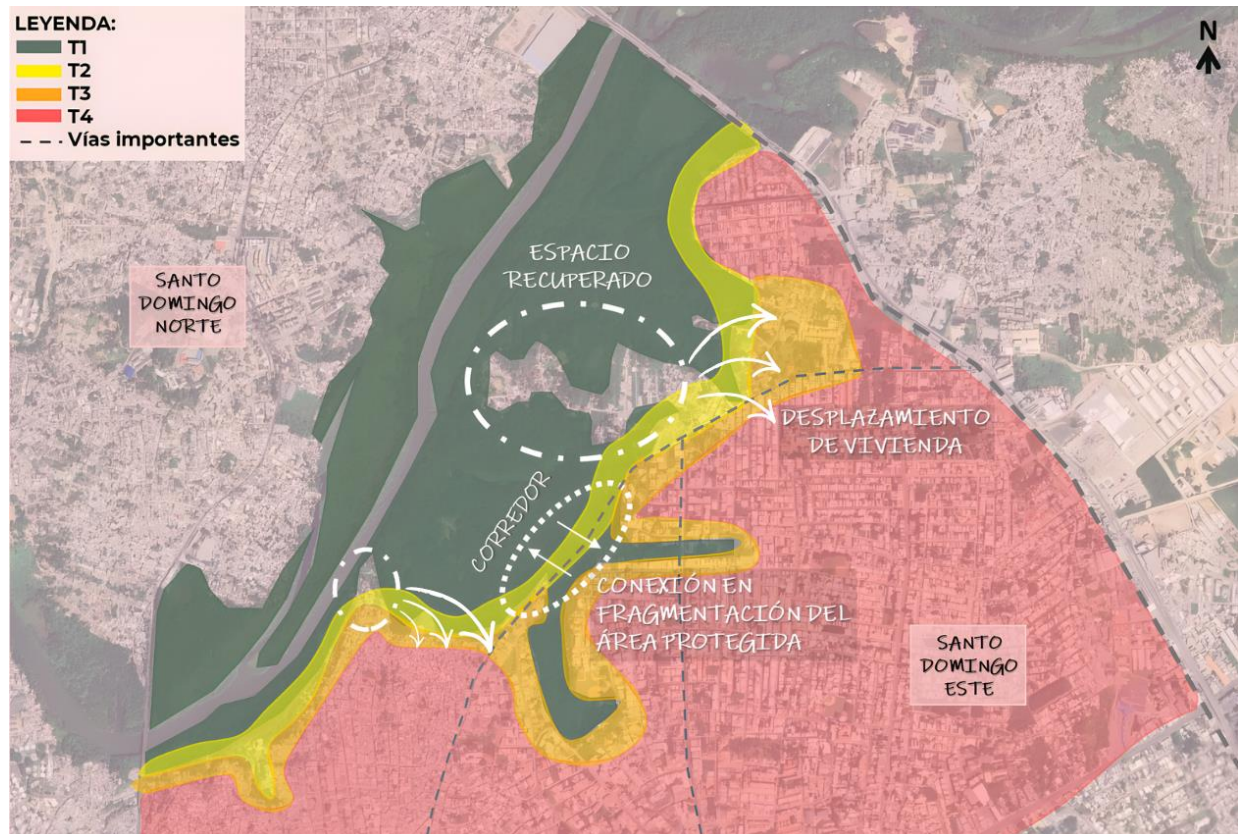 LEYENDA:
T1
T2
T3
T4
Vías importantes
N
SANTO
DOMINGO
NORTE
ESPACIO
RECUPERADO
DESPLAZAMIENTO
DE VIVIENDA
CORREDOR
CONEXIÓN EN
FRAGMENTACIÓN DEL
ÁREA PROTEGIDA
SANTO
DOMINGO
ESTE